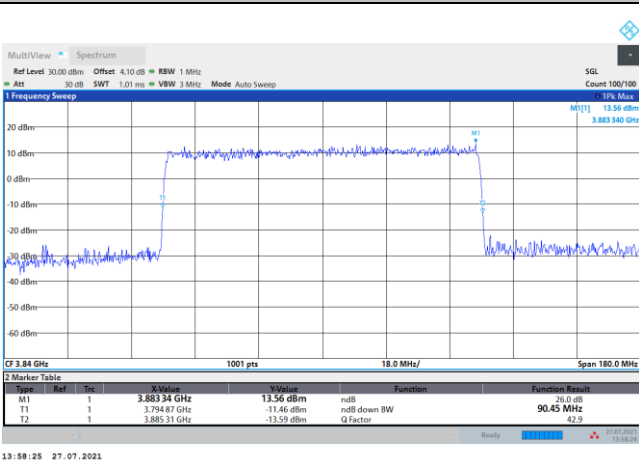 MultiView Spectrum
Ref Level 30.00 dBm Offset 4.10 dB RBW 1 MHz SGL
Att 30 dB SWT 1.01 ms VBW 3 MHz Mode Auto Sweep Count 100/100
1 Frequency Sweep 1Pk Max
M1[1] 13.56 dBm
3.883 340 GHz
M1
20 dBm
10 dBm
0 dBm
-10 dBm
-20 dBm
-30 dBm
-40 dBm
-50 dBm
-60 dBm
CF 3.84 GHz 1001 pts 18.0 MHz/ Span 180.0 MHz
2 Marker Table
Type Ref Trc X-Value Y-Value Function Function Result
M1 1 3.883 34 GHz 13.56 dBm ndB 26.0 dB
T1 1 3.794 87 GHz -11.46 dBm ndB down BW 90.45 MHz
T2 1 3.885 31 GHz -13.59 dBm Q Factor 42.9
Ready 27.07.2021
13:58:24
13:58:25 27.07.2021